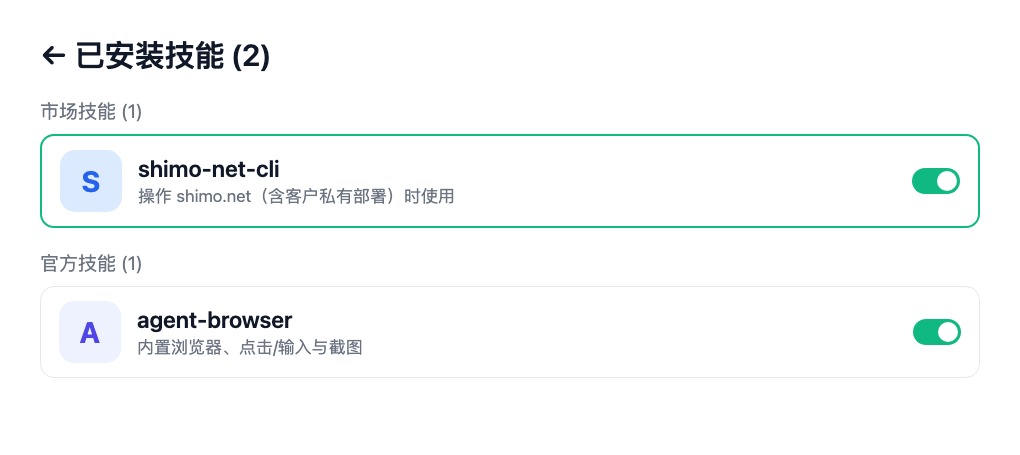 ← 已安装技能 (2)
市场技能 (1)
S
shimo-net-cli
操作 shimo.net（含客户私有部署）时使用
官方技能 (1)
A
agent-browser
内置浏览器、点击/输入与截图